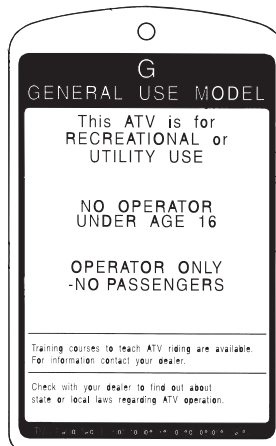 G
GENERAL USE MODEL
This ATV is for
RECREATIONAL or
UTILITY USE
NO OPERATOR
UNDER AGE 16
OPERATOR ONLY
-NO PASSENGERS
Training courses to teach ATV riding are available.
For information contact your dealer.
Check with your dealer to find out about
state or local laws regarding ATV operation.